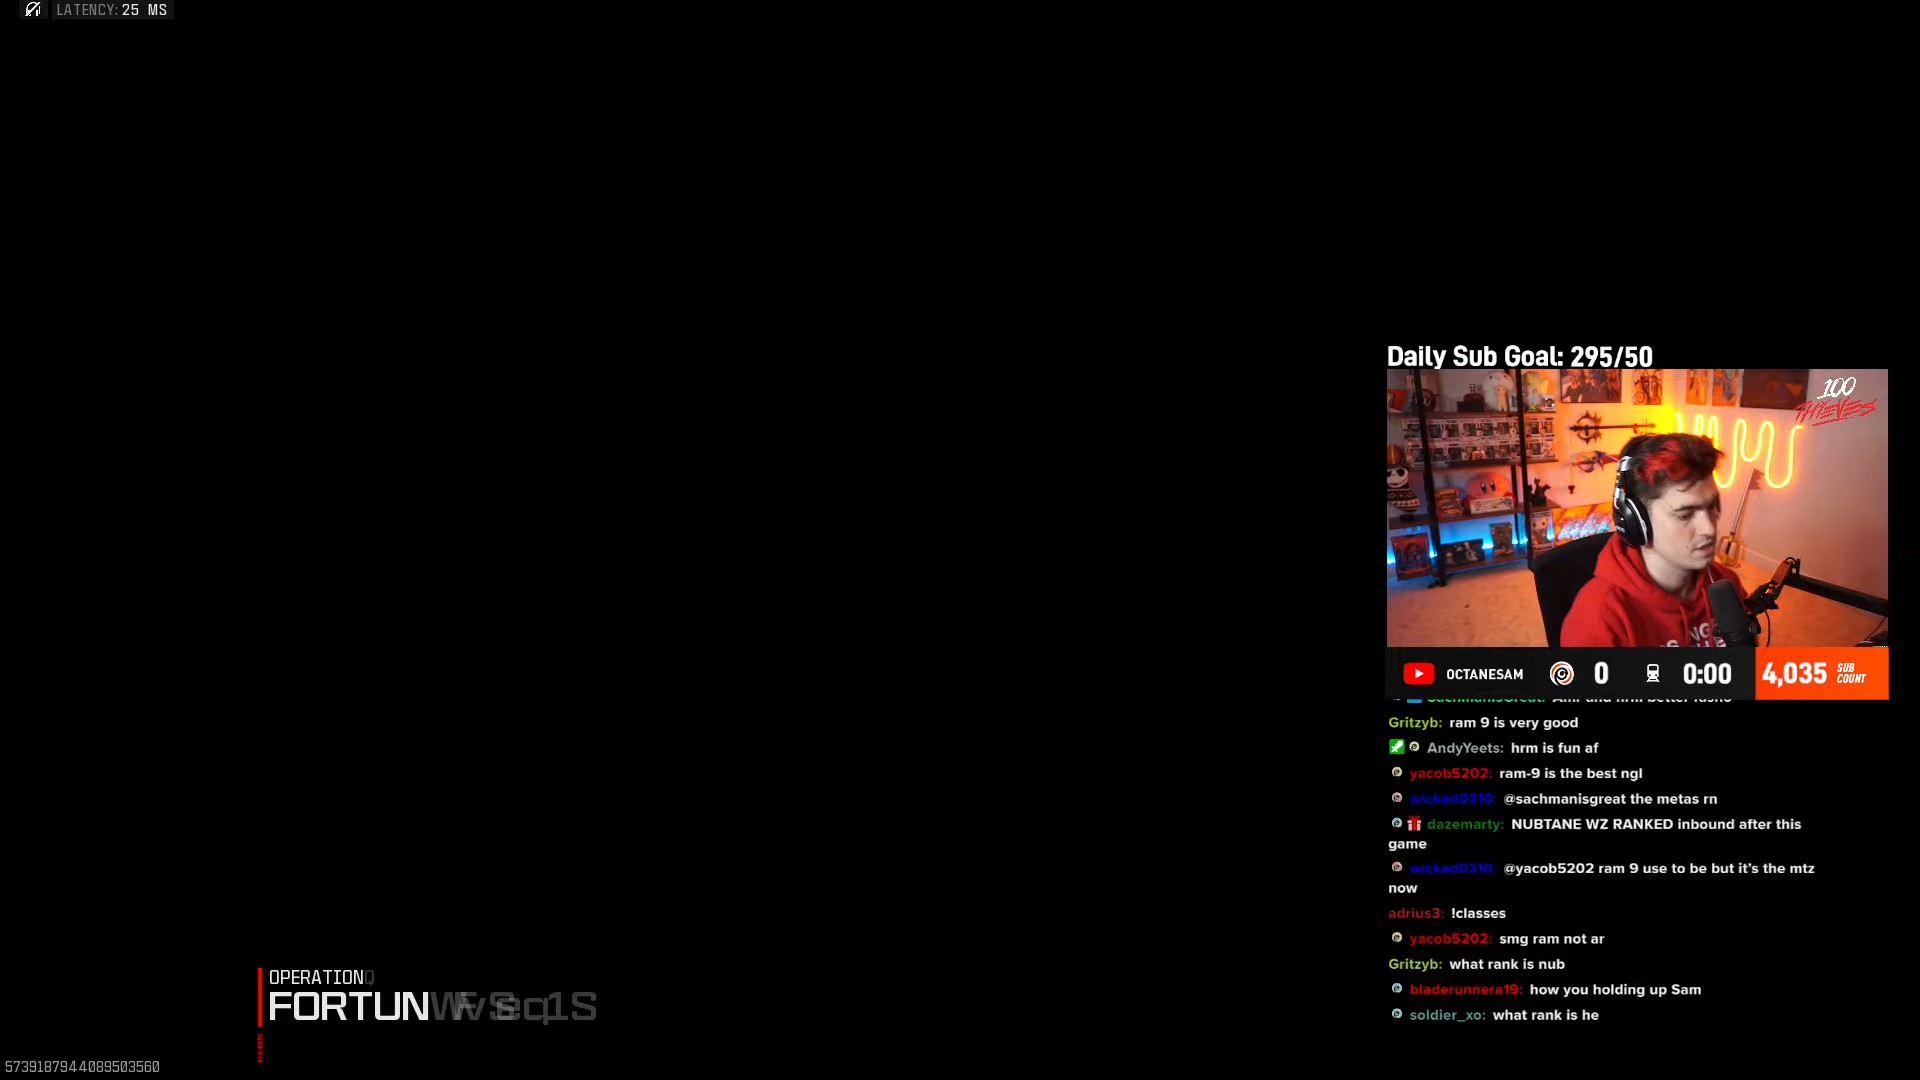 LATENCY: 25 MS
Daily Sub Goal: 295/50
100
THIEVES
OCTANESAM 0 0:00 4,035 SUB COUNT
Gritzyb: ram 9 is very good
AndyYeets: hrm is fun af
yacob5202: ram-9 is the best ngl
wicked0310: @sachmanisgreat the metas rn
dazemarty: NUBTANE WZ RANKED inbound after this
game
wicked0310: @yacob5202 ram 9 use to be but it's the mtz
now
adrius3: !classes
yacob5202: smg ram not ar
Gritzyb: what rank is nub
bladerunnera19: how you holding up Sam
soldier_xo: what rank is he
OPERATION
FORTUN
5739187944089503560